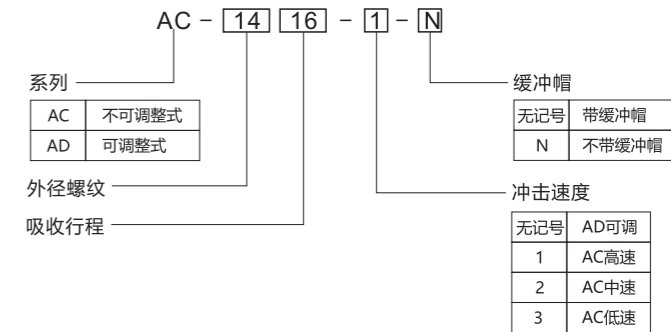 AC - 14 16 - 1 - N
系列
AC 不可调整式
AD 可调整式
外径螺纹
吸收行程
缓冲帽
无记号 带缓冲帽
N 不带缓冲帽
冲击速度
无记号 AD可调
1 AC高速
2 AC中速
3 AC低速